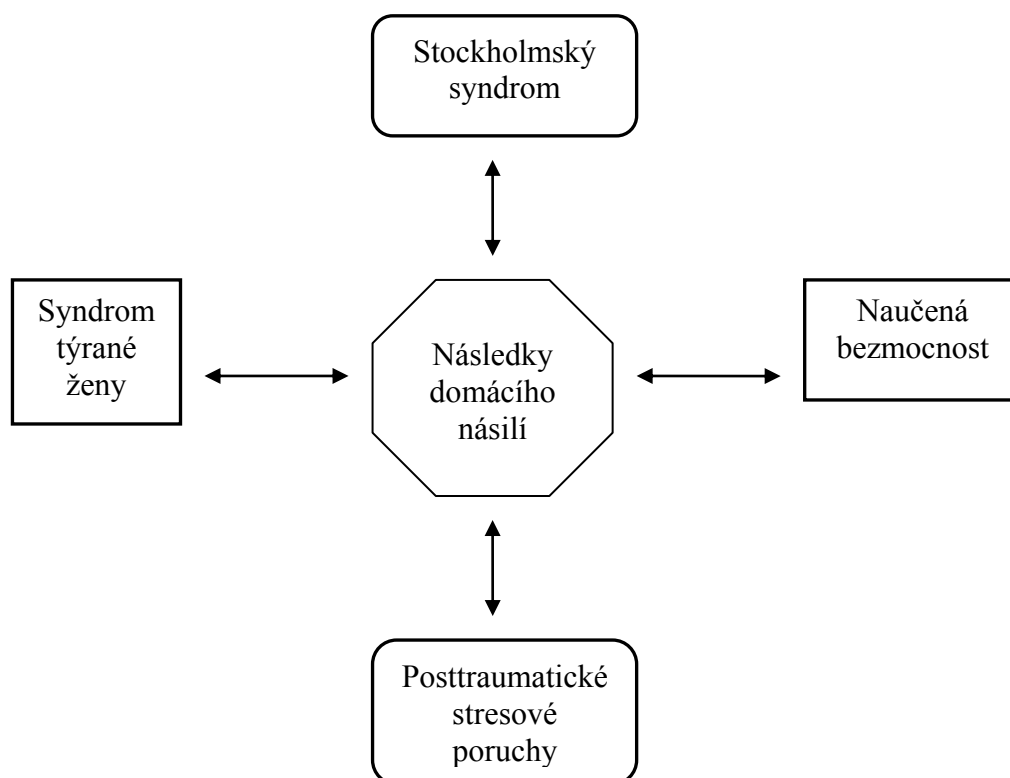 Stockholmský
syndrom
Syndrom
týrané
ženy
Následky
domácího
násilí
Naučená
bezmocnost
Posttraumatické
stresové
poruchy